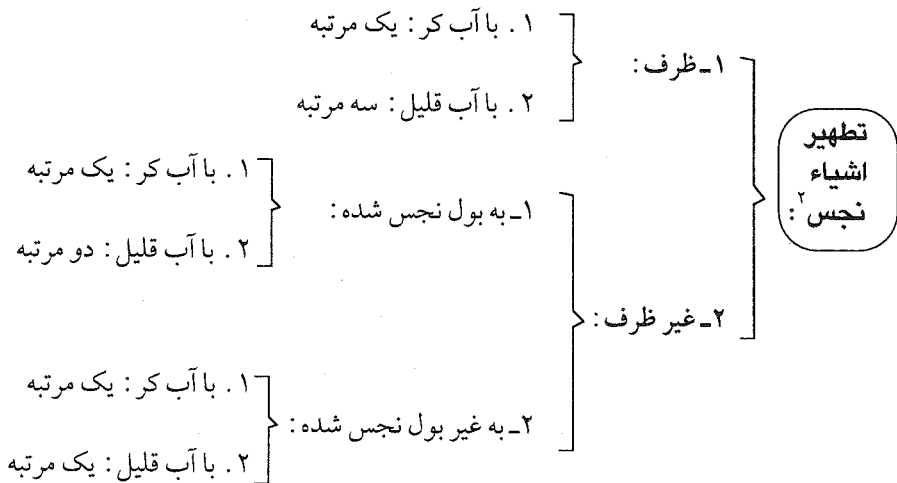 تطهیر
اشیاء
نجس۲:
۱ـ ظرف:
۱. با آب کر: یک مرتبه
۲. با آب قلیل: سه مرتبه
۲ـ غیر ظرف:
۱ـ به بول نجس شده:
۱. با آب کر: یک مرتبه
۲. با آب قلیل: دو مرتبه
۲ـ به غیر بول نجس شده:
۱. با آب کر: یک مرتبه
۲. با آب قلیل: یک مرتبه